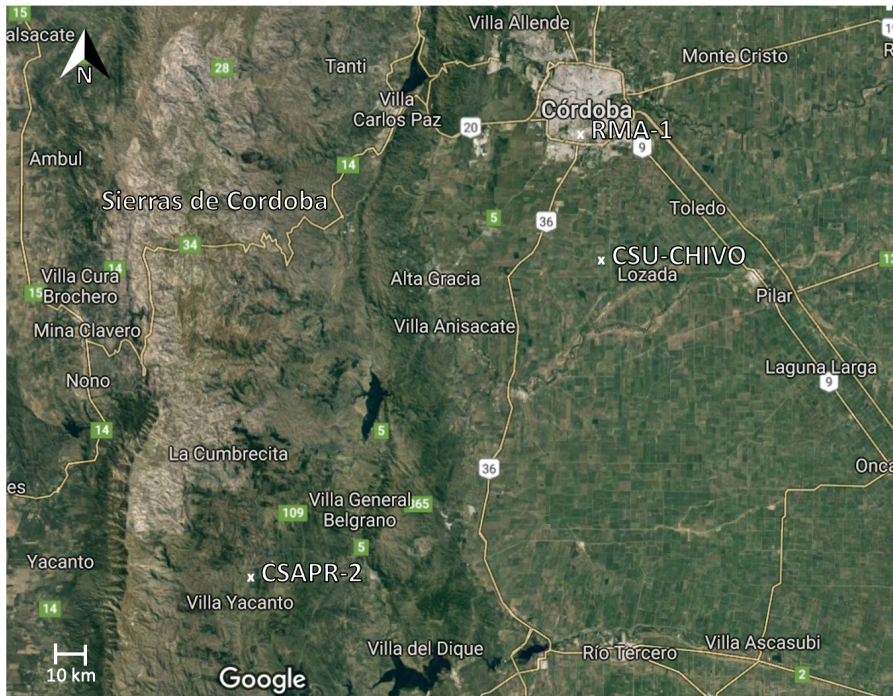 15
alsacate
Villa Allende
N
28
Tanti
Monte Cristo
Villa
Carlos Paz
Córdoba
20
RMA-1
9
Ambul
14
Sierras de Cordoba
Toledo
5
36
34
CSU-CHIVO
14
Villa Cura
Brochero
Alta Gracia
Lozada
13
15
Pilar
Mina Clavero
Villa Anisacate
Nono
Laguna Larga
9
14
5
La Cumbrecita
36
Onca
es
109
Villa General
Belgrano
365
5
Yacanto
CSAPR-2
Villa Yacanto
14
10 km
Google
Villa del Dique
Río Tercero
Villa Ascasubi
2